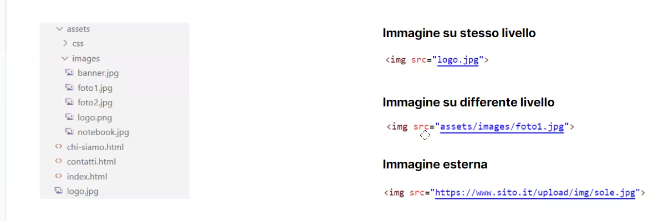 assets
css
images
banner.jpg
foto1.jpg
foto2.jpg
logo.png
notebook.jpg
chi-siamo.html
contatti.html
index.html
logo.jpg
Immagine su stesso livello
<img src="logo.jpg">
Immagine su differente livello
<img src="assets/images/foto1.jpg">
Immagine esterna
<img src="https://www.sito.it/upload/img/sole.jpg">